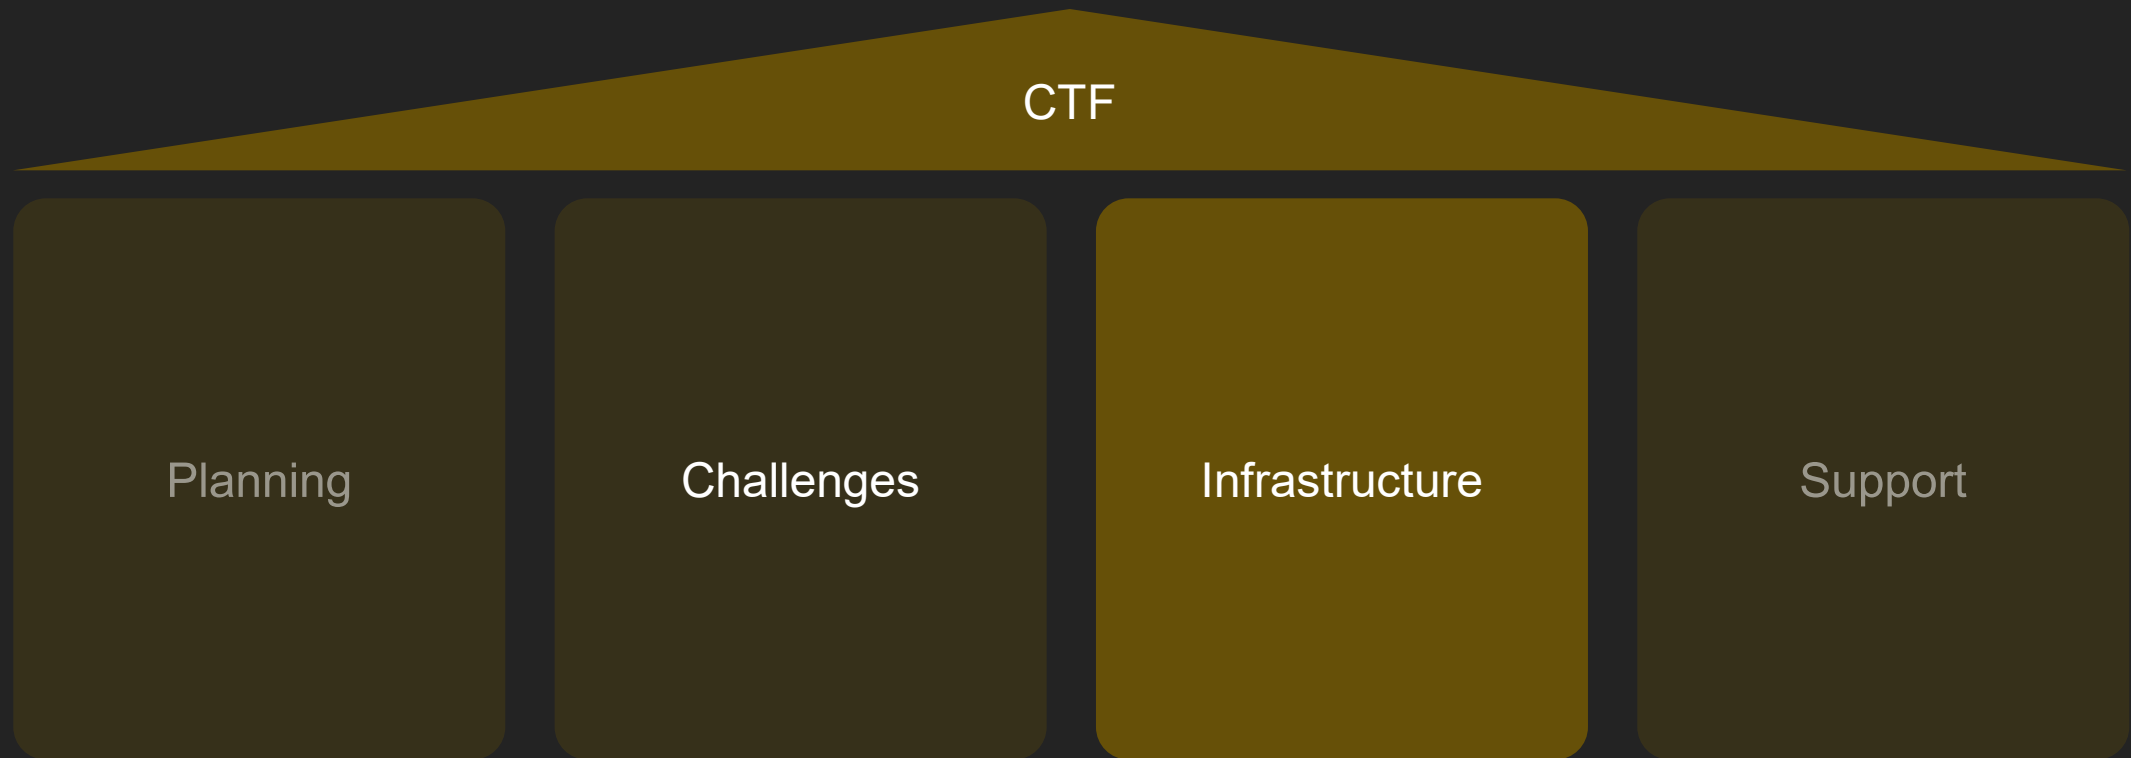 CTF
Planning
Challenges
Infrastructure
Support